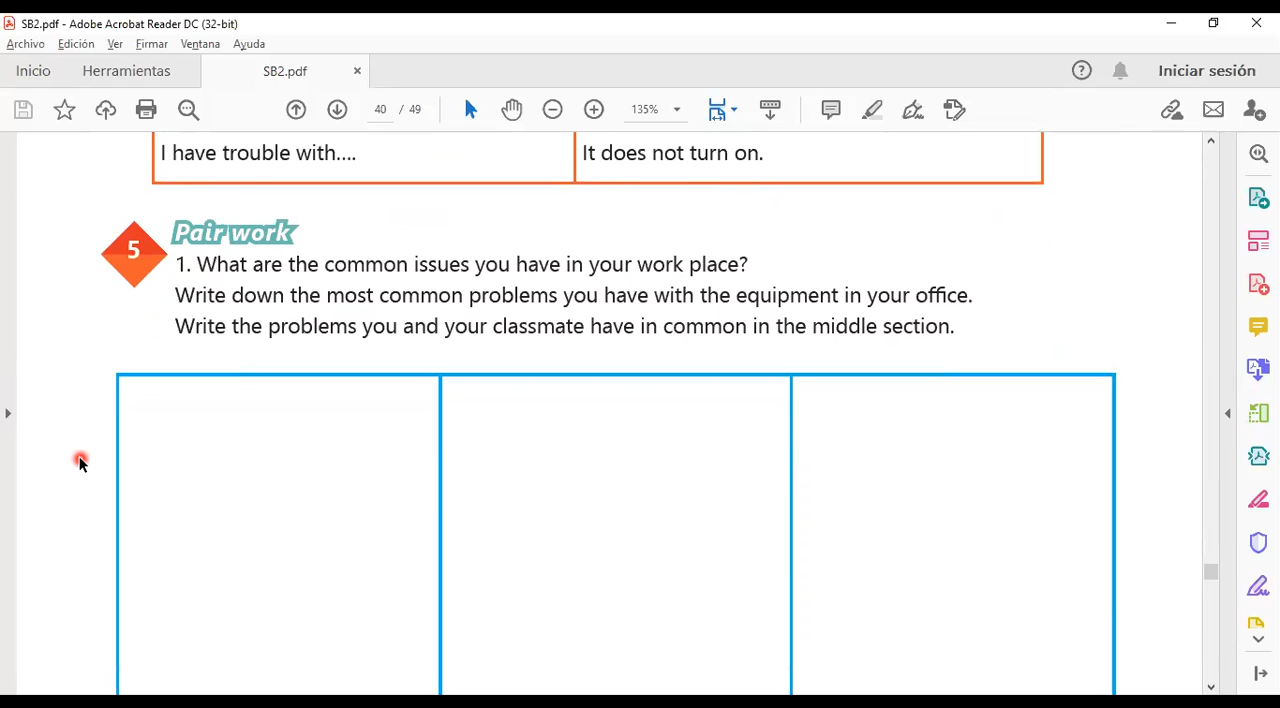 SB2.pdf - Adobe Acrobat Reader DC (32-bit)
Archivo Edición Ver Firmar Ventana Ayuda
Inicio Herramientas SB2.pdf × Iniciar sesión
40 / 49 135%
I have trouble with.... It does not turn on.
5 Pair work
1. What are the common issues you have in your work place?
Write down the most common problems you have with the equipment in your office.
Write the problems you and your classmate have in common in the middle section.